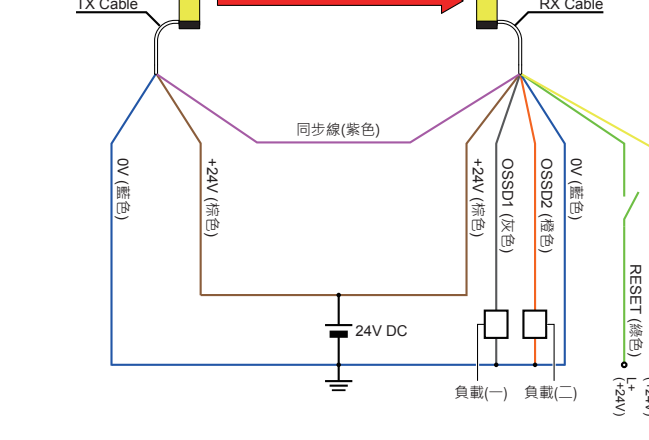 TX Cable
RX Cable
同步線(紫色)
0V (藍色)
+24V (棕色)
+24V (棕色)
OSSD1 (灰色)
OSSD2 (橙色)
0V (藍色)
RESET (綠色)
24V DC
L+
(+24V)
(+24V)
負載(一)
負載(二)